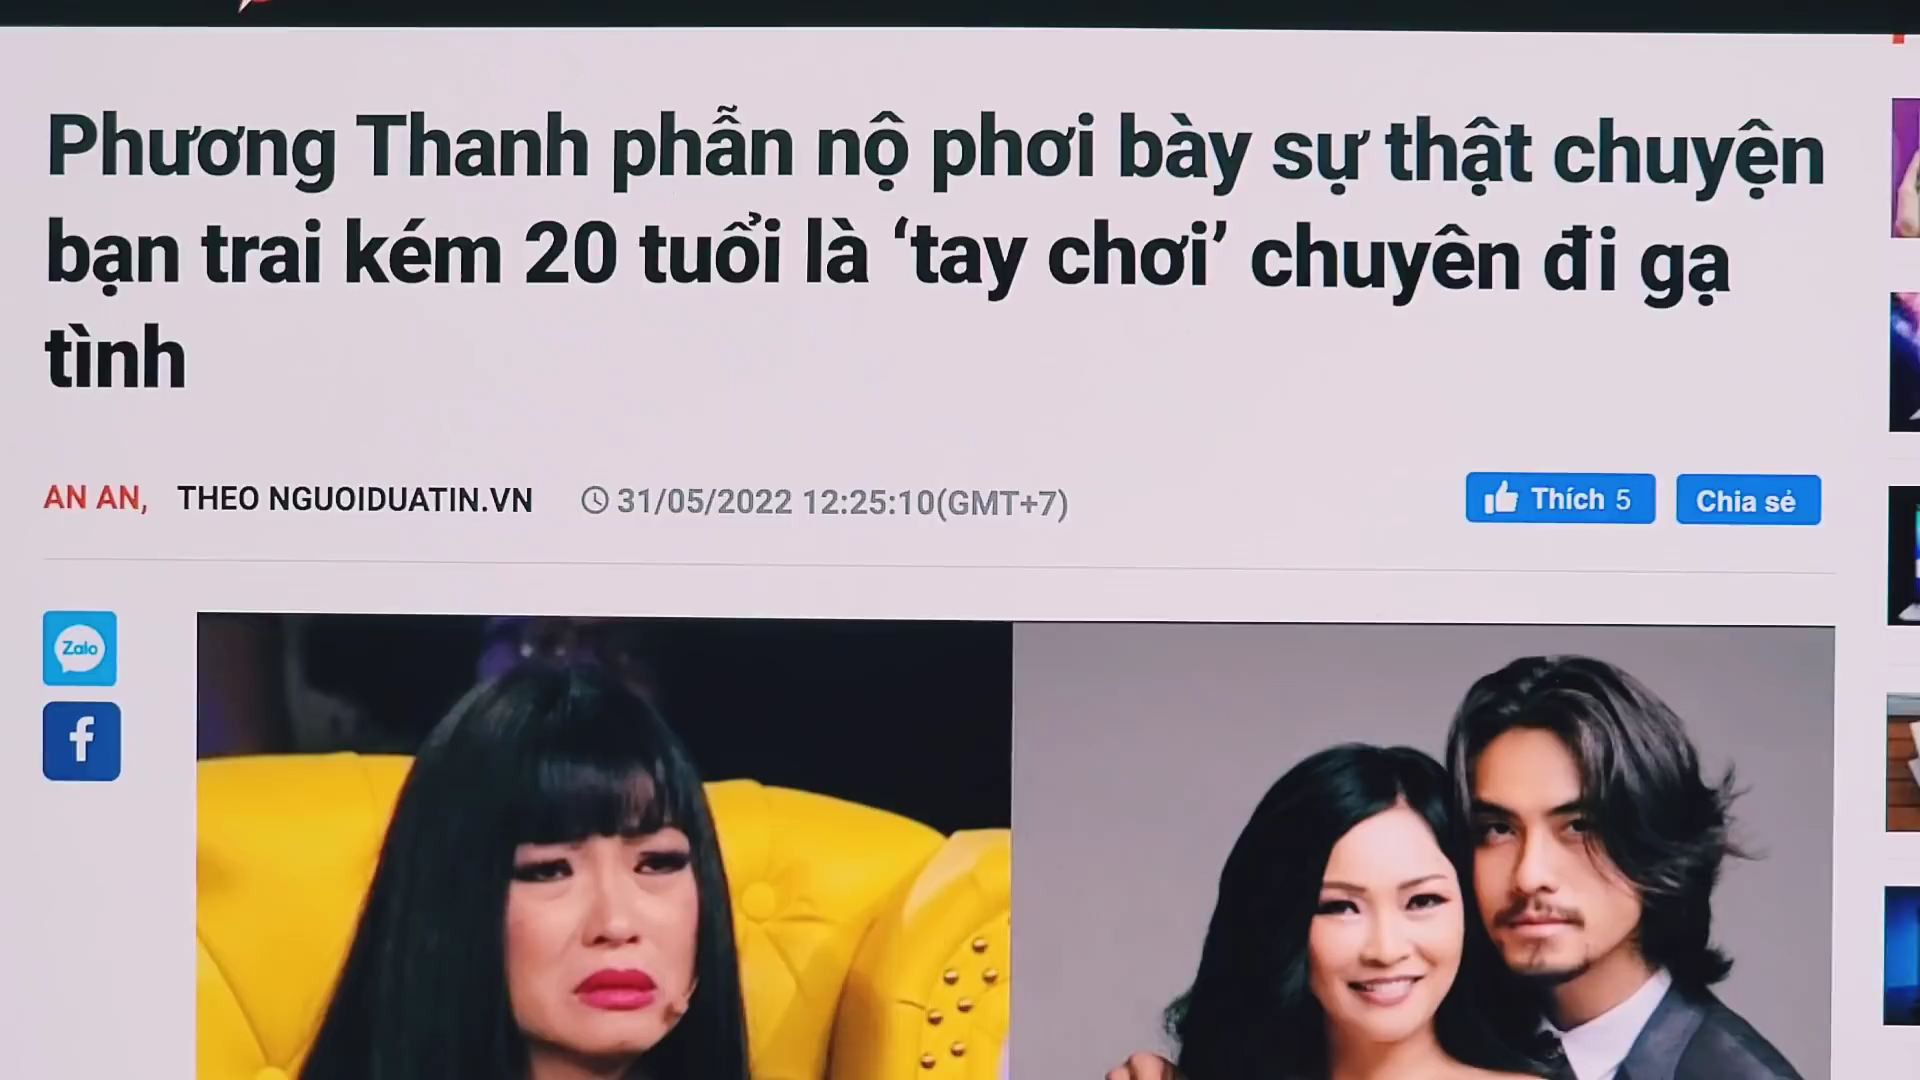 Phương Thanh phẫn nộ phơi bày sự thật chuyện
bạn trai kém 20 tuổi là ‘tay chơi’ chuyên đi gạ
tình
AN AN, THEO NGUOIDUATIN.VN 31/05/2022 12:25:10(GMT+7) Thích 5 Chia sẻ
Zalo